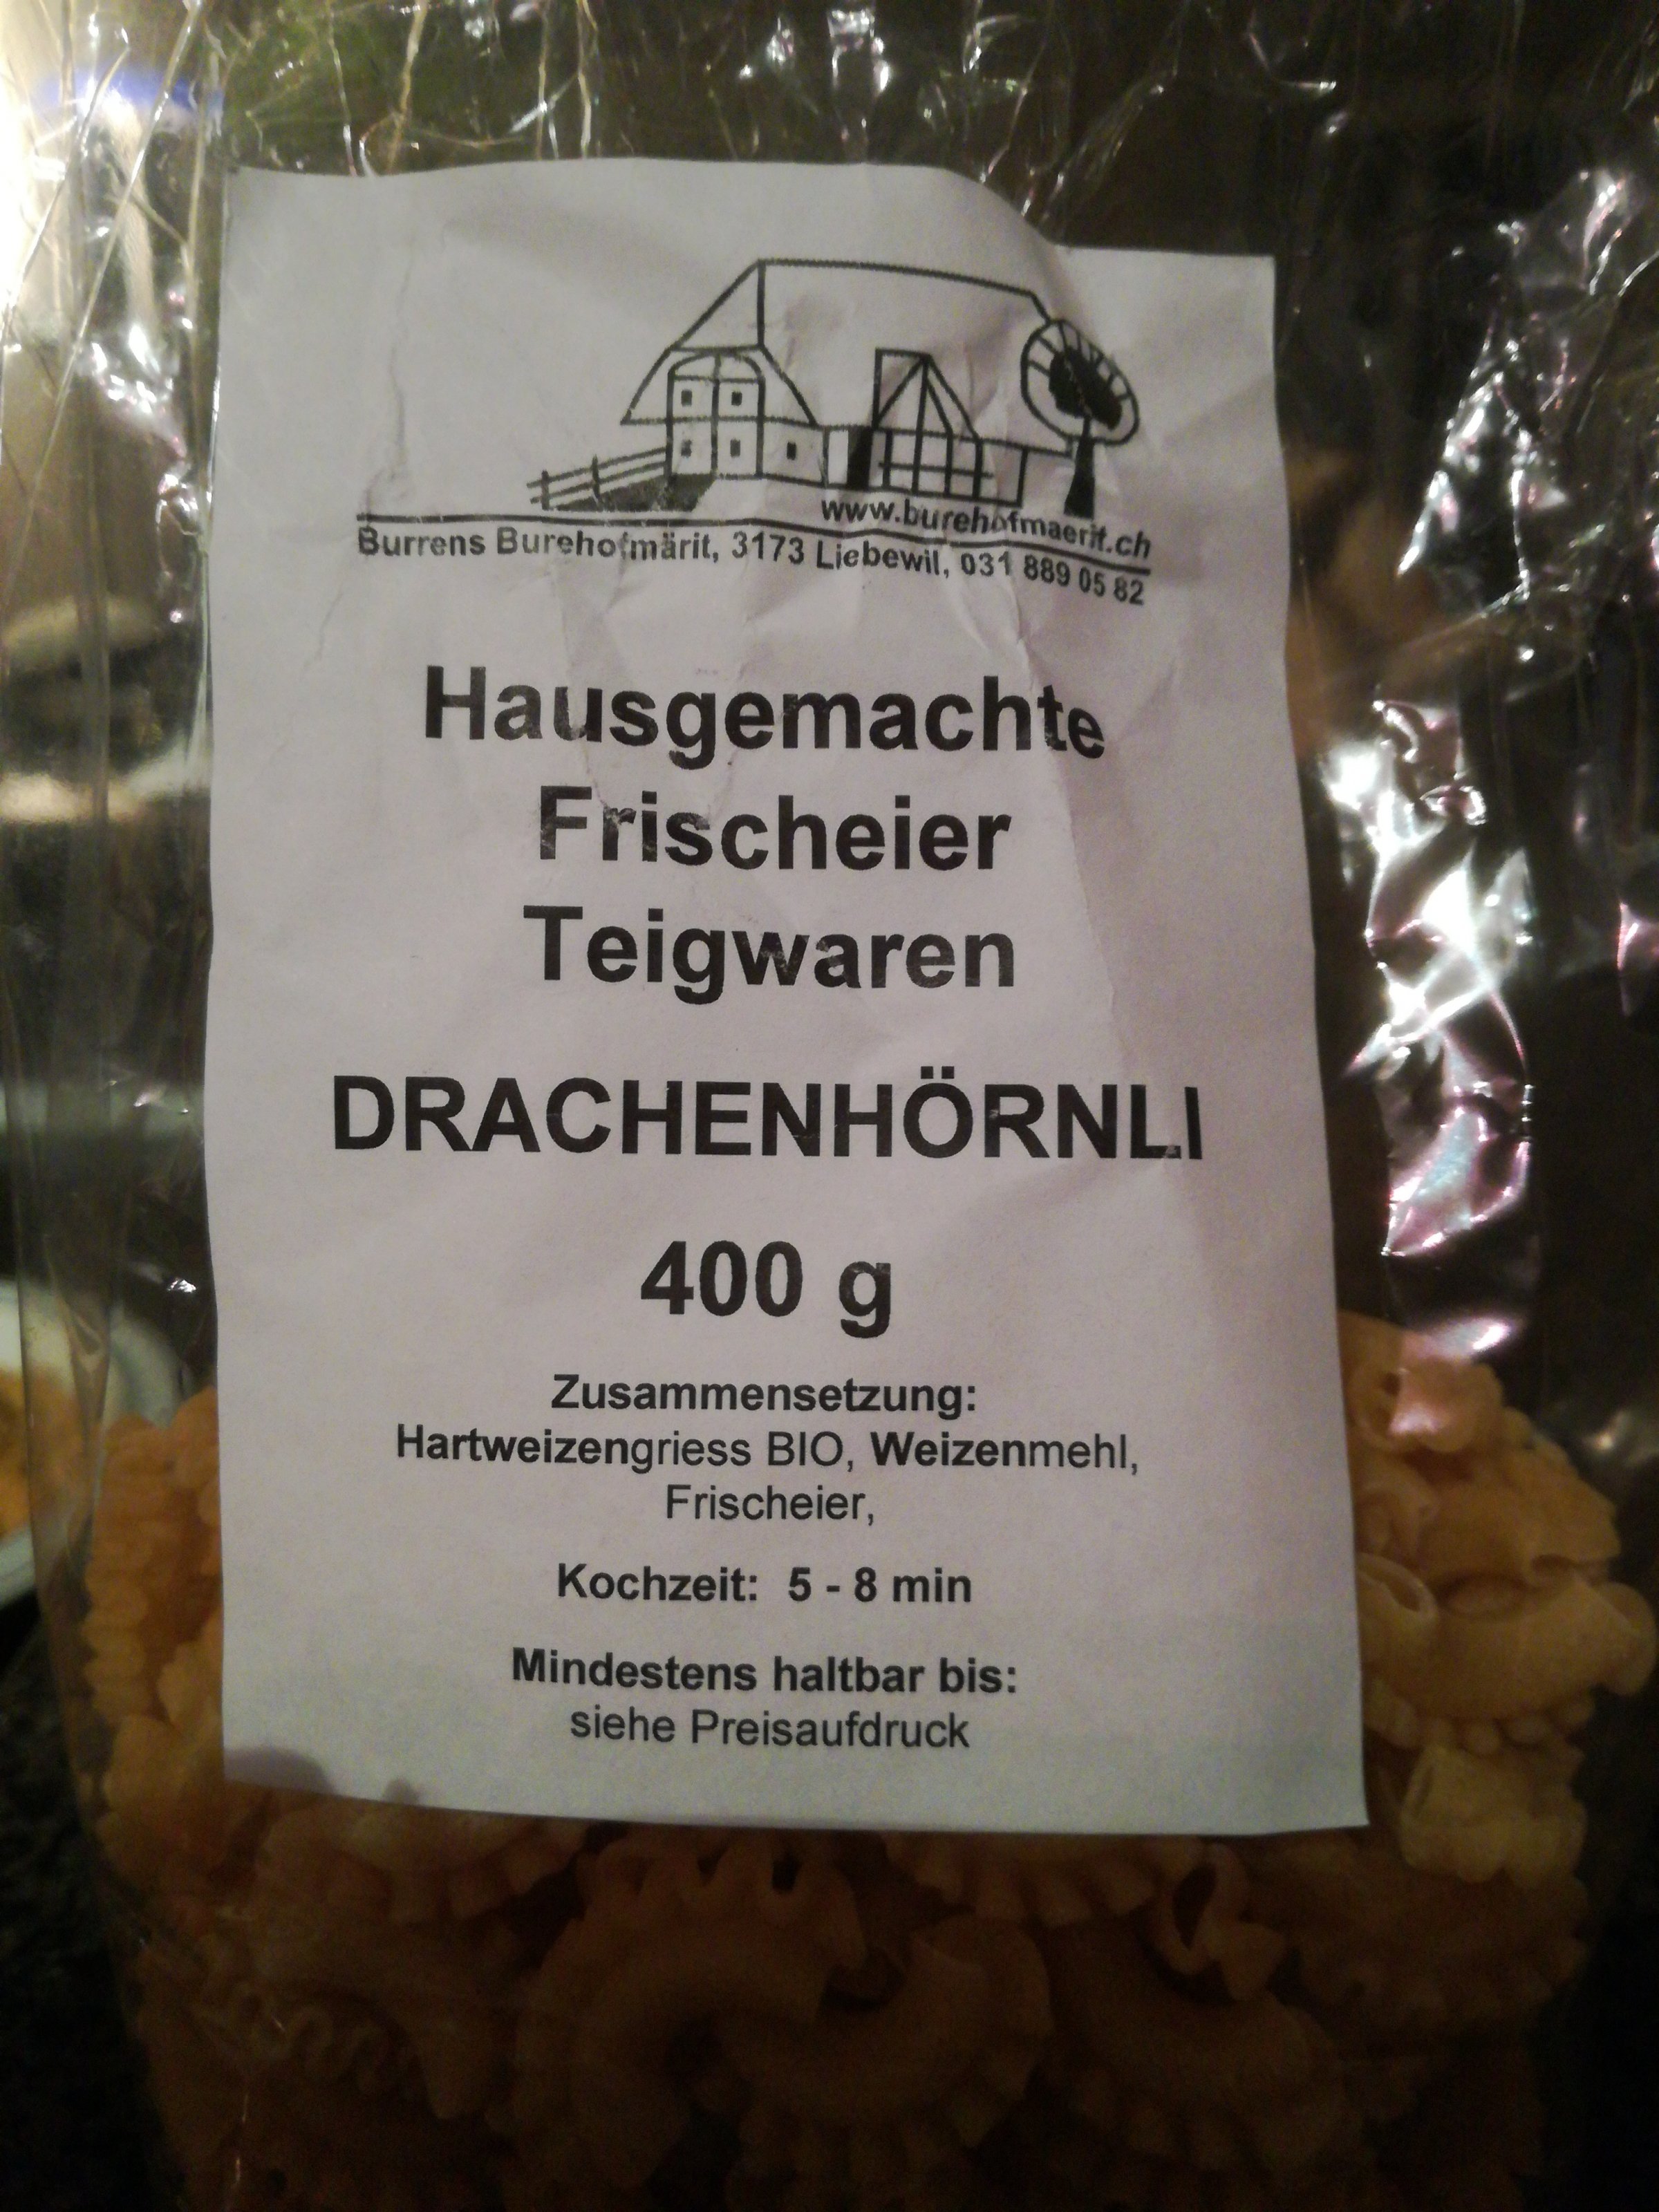 www.burehofmaerit.ch
Burrens Burehofmärit, 3173 Liebewil, 031 889 05 82
Hausgemachte
Frischeier
Teigwaren
DRACHENHÖRNLI
400 g
Zusammensetzung:
Hartweizengriess BIO, Weizenmehl,
Frischeier,
Kochzeit: 5 - 8 min
Mindestens haltbar bis:
siehe Preisaufdruck